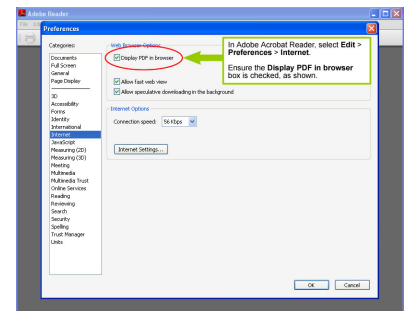 Adobe Reader
Preferences
Categories:
Documents
Full Screen
General
Page Display
3D
Accessibility
Forms
Identity
International
Internet
JavaScript
Measuring (2D)
Measuring (3D)
Meeting
Multimedia
Multimedia Trust
Online Services
Reading
Reviewing
Search
Security
Spelling
Trust Manager
Units
Web Browser Options
Display PDF in browser
Allow fast web view
Allow speculative downloading in the background
Internet Options
Connection speed: 56 Kbps
Internet Settings...
In Adobe Acrobat Reader, select Edit >
Preferences > Internet.
Ensure the Display PDF in browser
box is checked, as shown.
OK Cancel